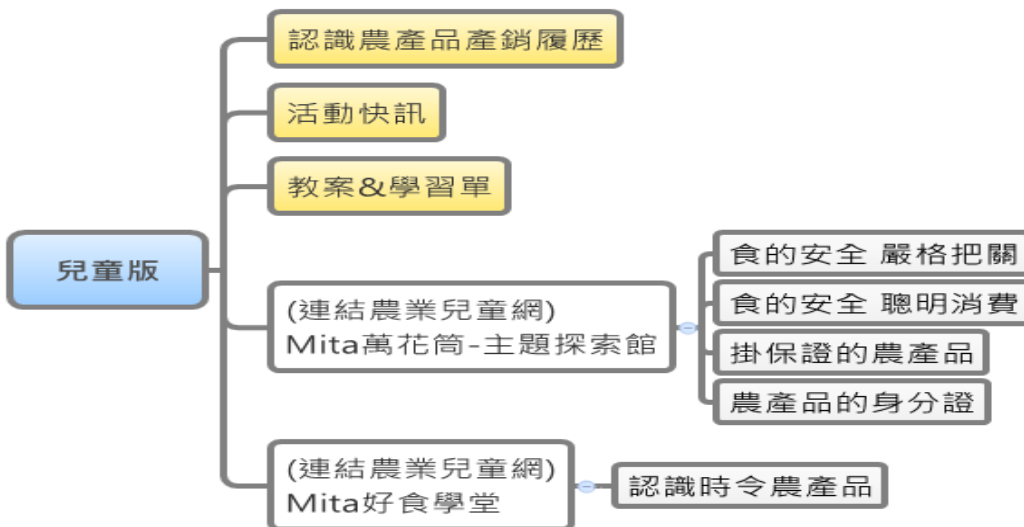 認識農產品產銷履歷
活動快訊
教案&學習單
兒童版
(連結農業兒童網)
Mita萬花筒-主題探索館
食的安全 嚴格把關
食的安全 聰明消費
掛保證的農產品
農產品的身分證
(連結農業兒童網)
Mita好食學堂
認識時令農產品